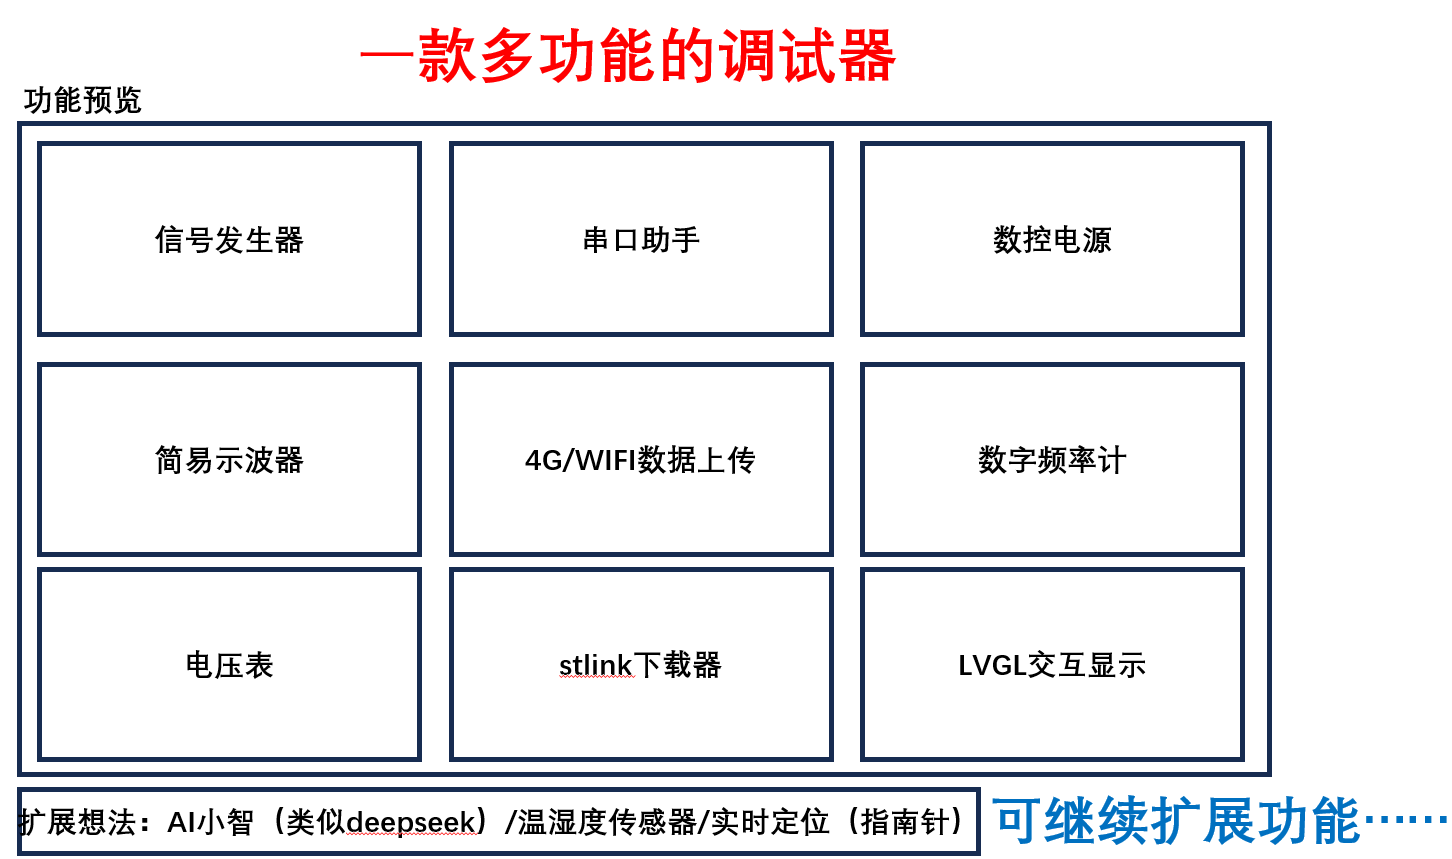 一款多功能的调试器
功能预览
信号发生器
串口助手
数控电源
简易示波器
4G/WIFI数据上传
数字频率计
电压表
stlink下载器
LVGL交互显示
扩展想法：AI小智（类似deepseek）/温湿度传感器/实时定位（指南针）
可继续扩展功能……